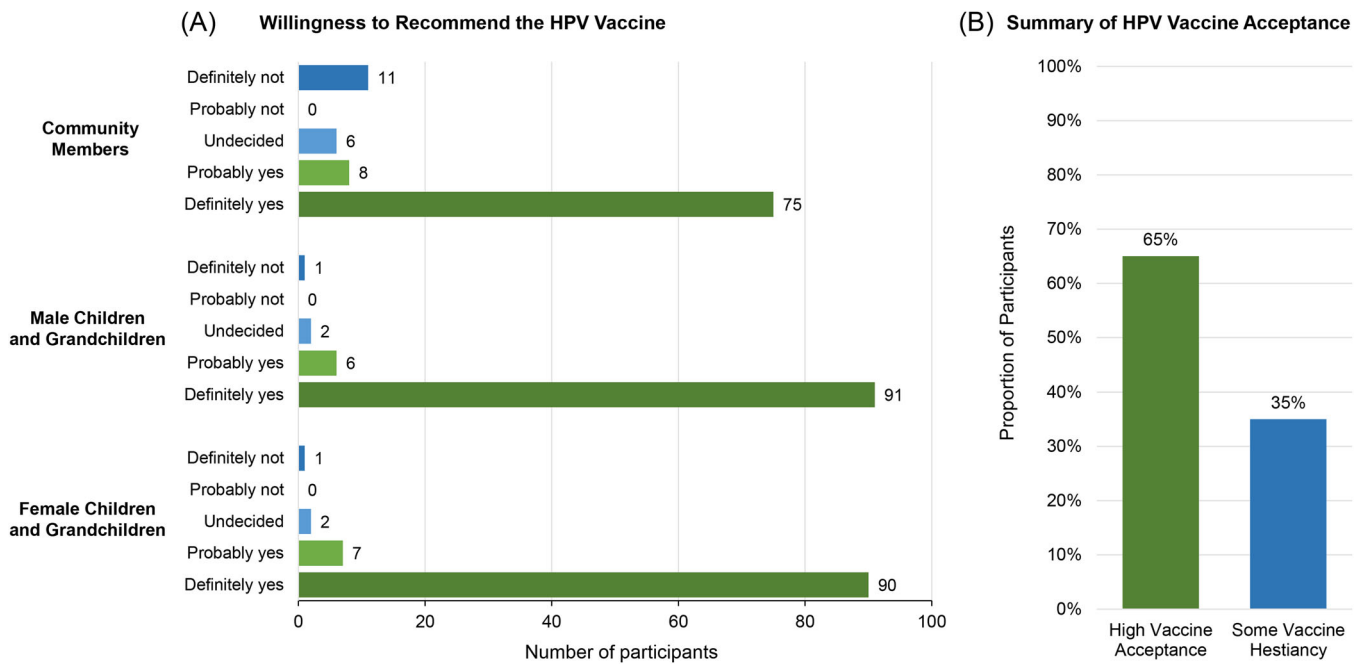 (A) Willingness to Recommend the HPV Vaccine
Community
Members
Definitely not 11
Probably not 0
Undecided 6
Probably yes 8
Definitely yes 75
Male Children
and Grandchildren
Definitely not 1
Probably not 0
Undecided 2
Probably yes 6
Definitely yes 91
Female Children
and Grandchildren
Definitely not 1
Probably not 0
Undecided 2
Probably yes 7
Definitely yes 90
0 20 40 60 80 100
Number of participants
(B) Summary of HPV Vaccine Acceptance
Proportion of Participants
100%
90%
80%
70%
60%
50%
40%
30%
20%
10%
0%
65%
35%
High Vaccine
Acceptance
Some Vaccine
Hestiancy